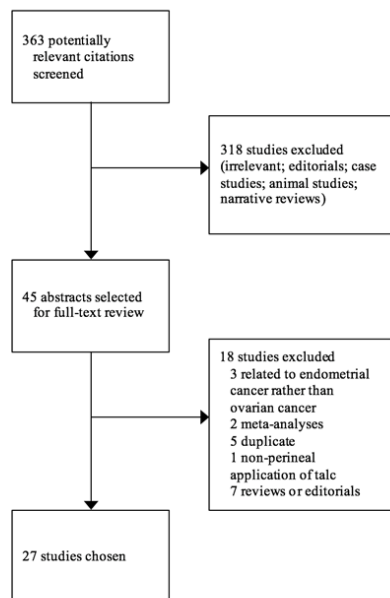 363 potentially
relevant citations
screened
318 studies excluded
(irrelevant; editorials; case
studies; animal studies;
narrative reviews)
45 abstracts selected
for full-text review
18 studies excluded
3 related to endometrial
cancer rather than
ovarian cancer
2 meta-analyses
5 duplicate
1 non-perineal
application of talc
7 reviews or editorials
27 studies chosen